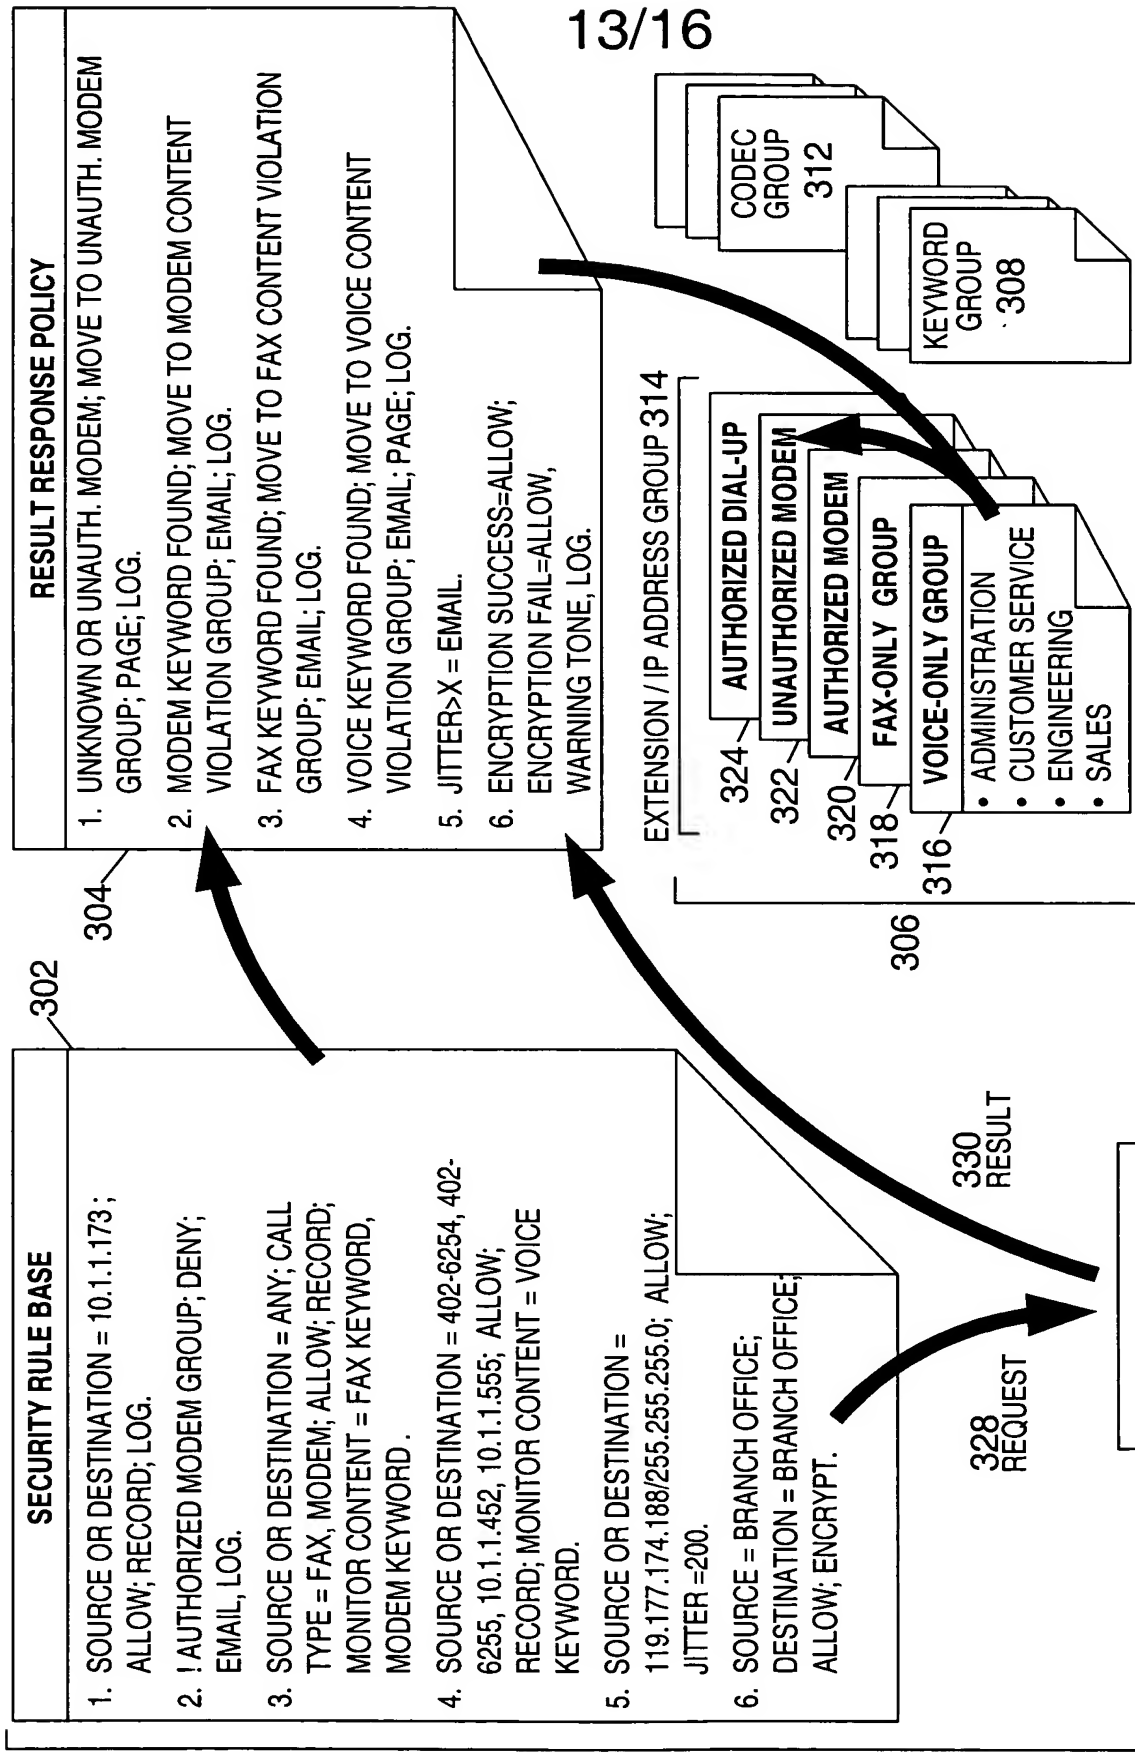 13/16
SECURITY RULE BASE
1. SOURCE OR DESTINATION = 10.1.1.173 ;
ALLOW; RECORD; LOG.
2. ! AUTHORIZED MODEM GROUP; DENY;
EMAIL, LOG.
3. SOURCE OR DESTINATION = ANY; CALL
TYPE = FAX, MODEM; ALLOW; RECORD;
MONITOR CONTENT = FAX KEYWORD,
MODEM KEYWORD .
4. SOURCE OR DESTINATION = 402-6254, 402-
6255, 10.1.1.452, 10.1.1.555; ALLOW;
RECORD; MONITOR CONTENT = VOICE
KEYWORD.
5. SOURCE OR DESTINATION =
119.177.174.188/255.255.255.0; ALLOW;
JITTER =200.
6. SOURCE = BRANCH OFFICE;
DESTINATION = BRANCH OFFICE;
ALLOW; ENCRYPT.
302
304
RESULT RESPONSE POLICY
1. UNKNOWN OR UNAUTH. MODEM; MOVE TO UNAUTH. MODEM
GROUP; PAGE; LOG.
2. MODEM KEYWORD FOUND; MOVE TO MODEM CONTENT
VIOLATION GROUP; EMAIL; LOG.
3. FAX KEYWORD FOUND; MOVE TO FAX CONTENT VIOLATION
GROUP; EMAIL; LOG.
4. VOICE KEYWORD FOUND; MOVE TO VOICE CONTENT
VIOLATION GROUP; EMAIL; PAGE; LOG.
5. JITTER>X = EMAIL.
6. ENCRYPTION SUCCESS=ALLOW;
ENCRYPTION FAIL=ALLOW,
WARNING TONE, LOG.
328
REQUEST
330
RESULT
306
EXTENSION / IP ADDRESS GROUP 314
324
AUTHORIZED DIAL-UP
322
UNAUTHORIZED MODEM
320
AUTHORIZED MODEM
318
FAX-ONLY GROUP
316
VOICE-ONLY GROUP
• ADMINISTRATION
• CUSTOMER SERVICE
• ENGINEERING
• SALES
CODEC
GROUP
312
KEYWORD
GROUP
308